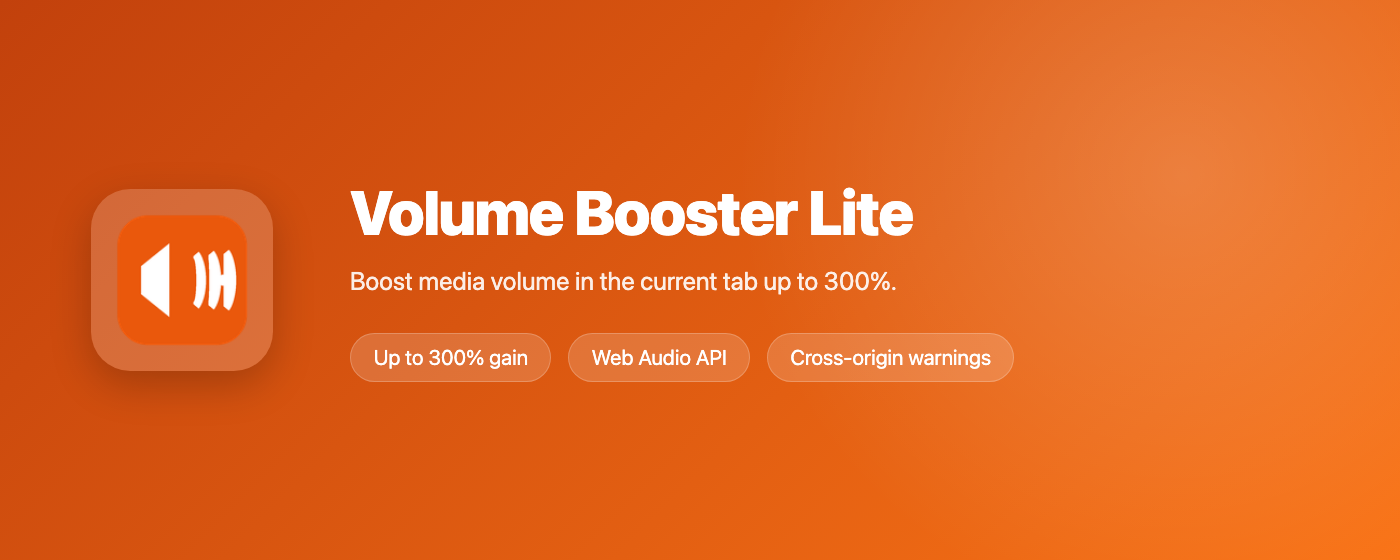 Volume Booster Lite
Boost media volume in the current tab up to 300%.
Up to 300% gain
Web Audio API
Cross-origin warnings